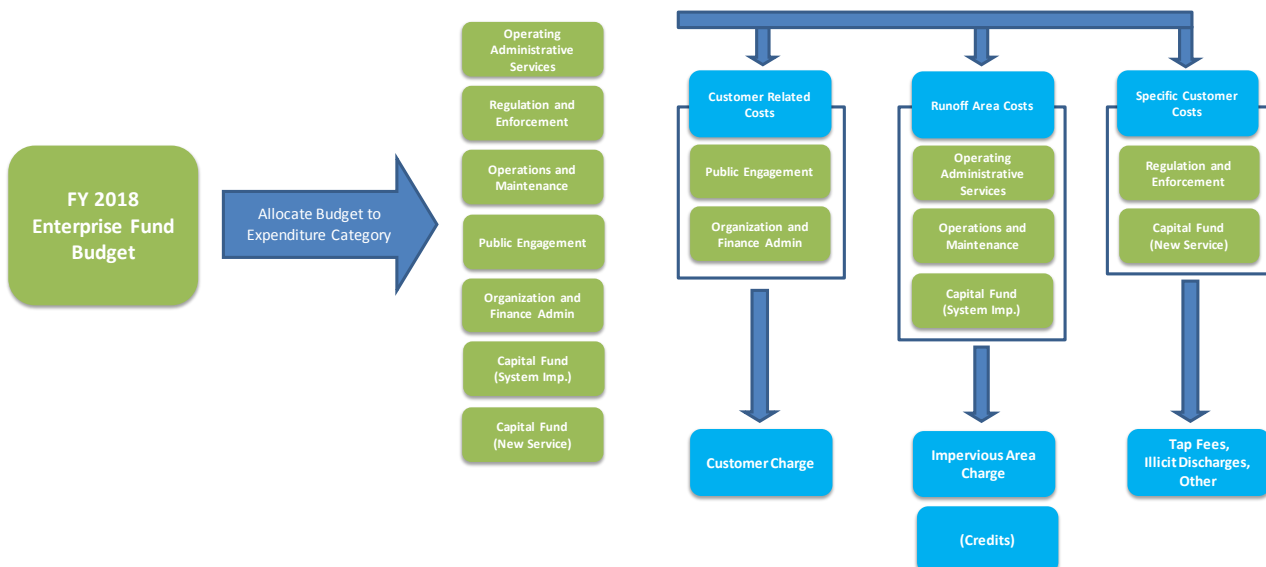 FY 2018
Enterprise Fund
Budget
Allocate Budget to
Expenditure Category
Operating
Administrative
Services
Regulation and
Enforcement
Operations and
Maintenance
Public Engagement
Organization and
Finance Admin
Capital Fund
(System Imp.)
Capital Fund
(New Service)
Customer Related
Costs
Public Engagement
Organization and
Finance Admin
Customer Charge
Runoff Area Costs
Operating
Administrative
Services
Operations and
Maintenance
Capital Fund
(System Imp.)
Impervious Area
Charge
(Credits)
Specific Customer
Costs
Regulation and
Enforcement
Capital Fund
(New Service)
Tap Fees,
Illicit Discharges,
Other